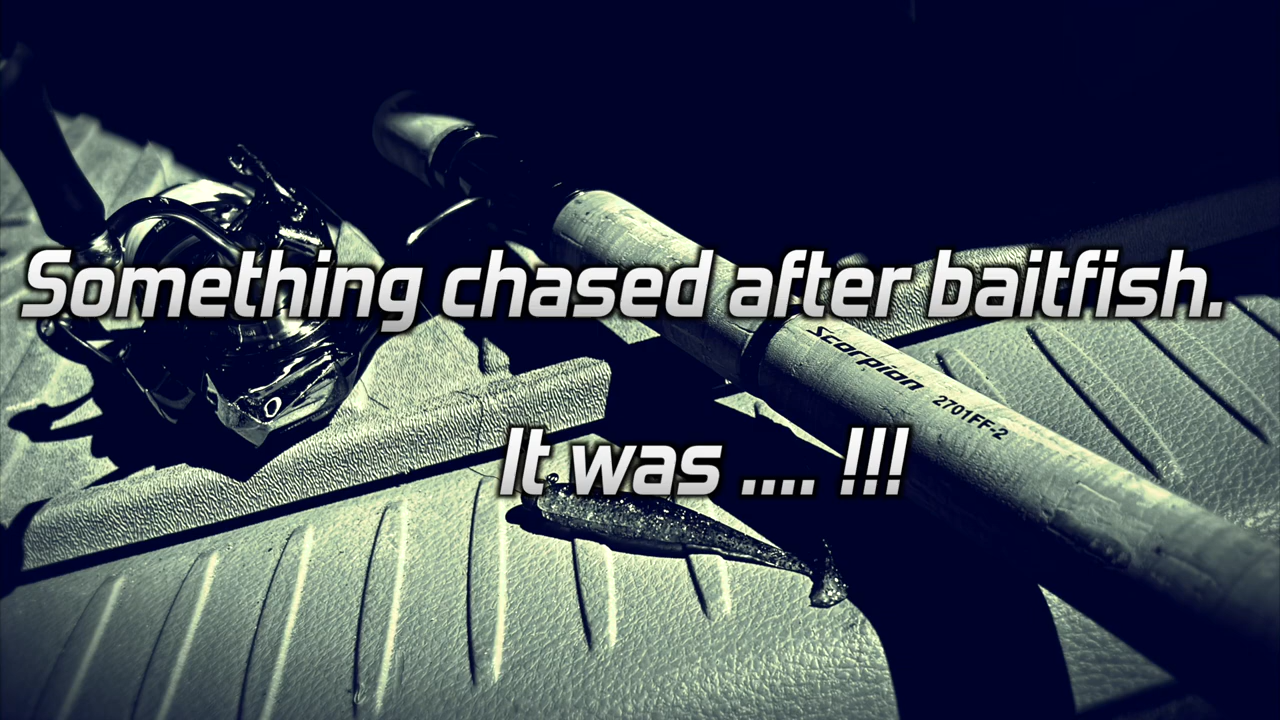 Something chased after baitfish.
It was .... !!!
Scorpion 2701FF-2